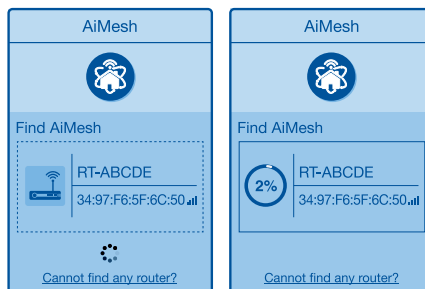 AiMesh
Find AiMesh
RT-ABCDE
34:97:F6:5F:6C:50
Cannot find any router?
AiMesh
Find AiMesh
2%
RT-ABCDE
34:97:F6:5F:6C:50
Cannot find any router?